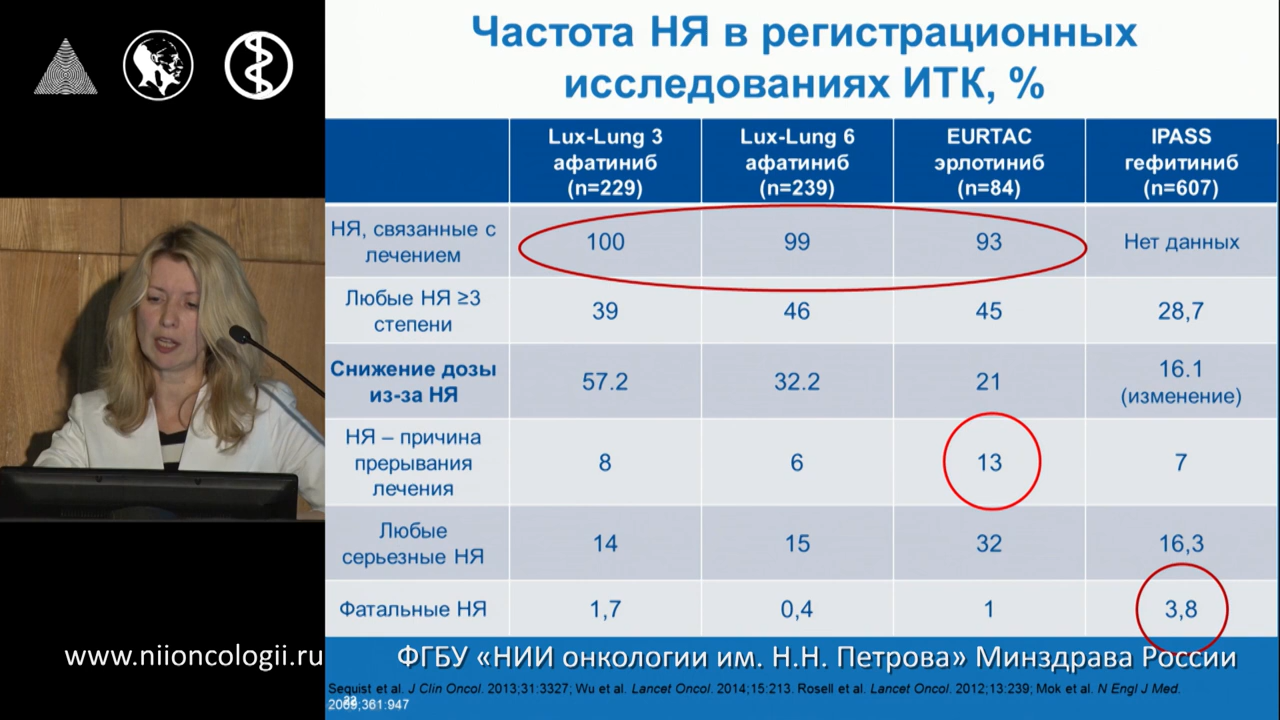 Частота НЯ в регистрационных
исследованиях ИТК, %
Lux-Lung 3
афатиниб
(n=229)
Lux-Lung 6
афатиниб
(n=239)
EURTAC
эрлотиниб
(n=84)
IPASS
гефитиниб
(n=607)
НЯ, связанные с
лечением
100
99
93
Нет данных
Любые НЯ ≥3
степени
39
46
45
28,7
Снижение дозы
из-за НЯ
57.2
32.2
21
16.1
(изменение)
НЯ – причина
прерывания
лечения
8
6
13
7
Любые
серьезные НЯ
14
15
32
16,3
Фатальные НЯ
1,7
0,4
1
3,8
www.niioncologii.ru
ФГБУ «НИИ онкологии им. Н.Н. Петрова» Минздрава России
Sequist et al. J Clin Oncol. 2013;31:3327; Wu et al. Lancet Oncol. 2014;15:213. Rosell et al. Lancet Oncol. 2012;13:239; Mok et al. N Engl J Med.
2009;361:947